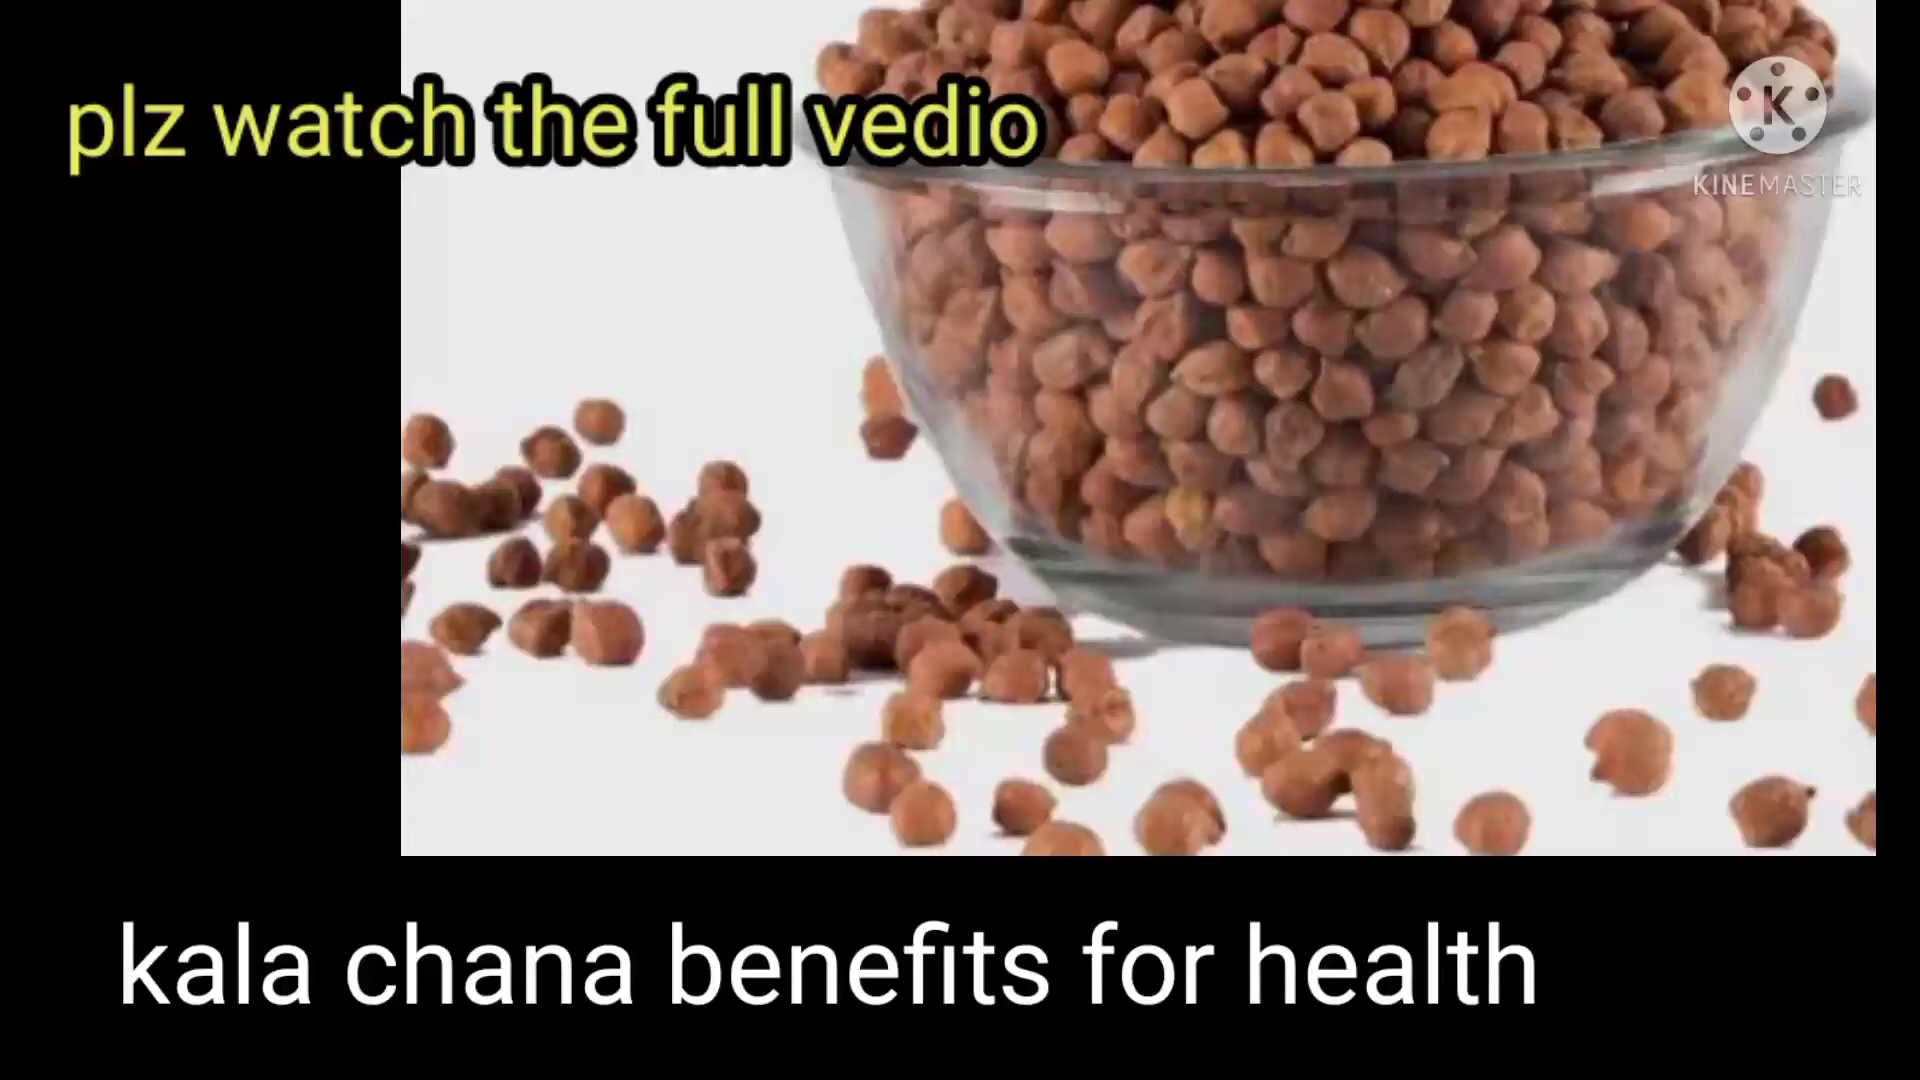 plz watch the full vedio
K
KINEMASTER
kala chana benefits for health